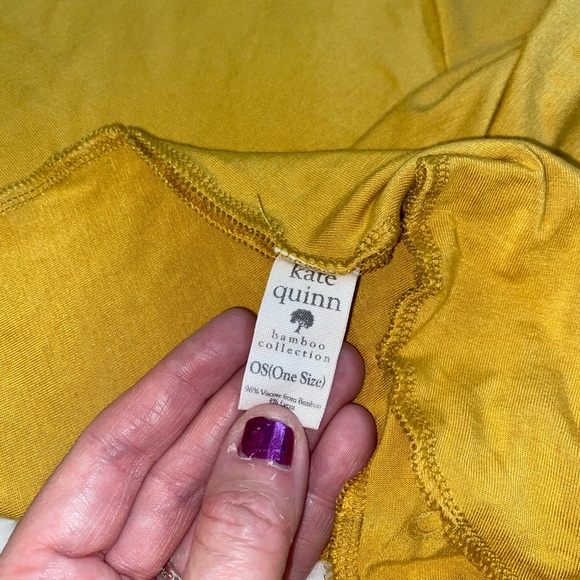 kate
quinn
bamboo
collection
OS(One Size)
96% Viscose from Bamboo
4% Lycra